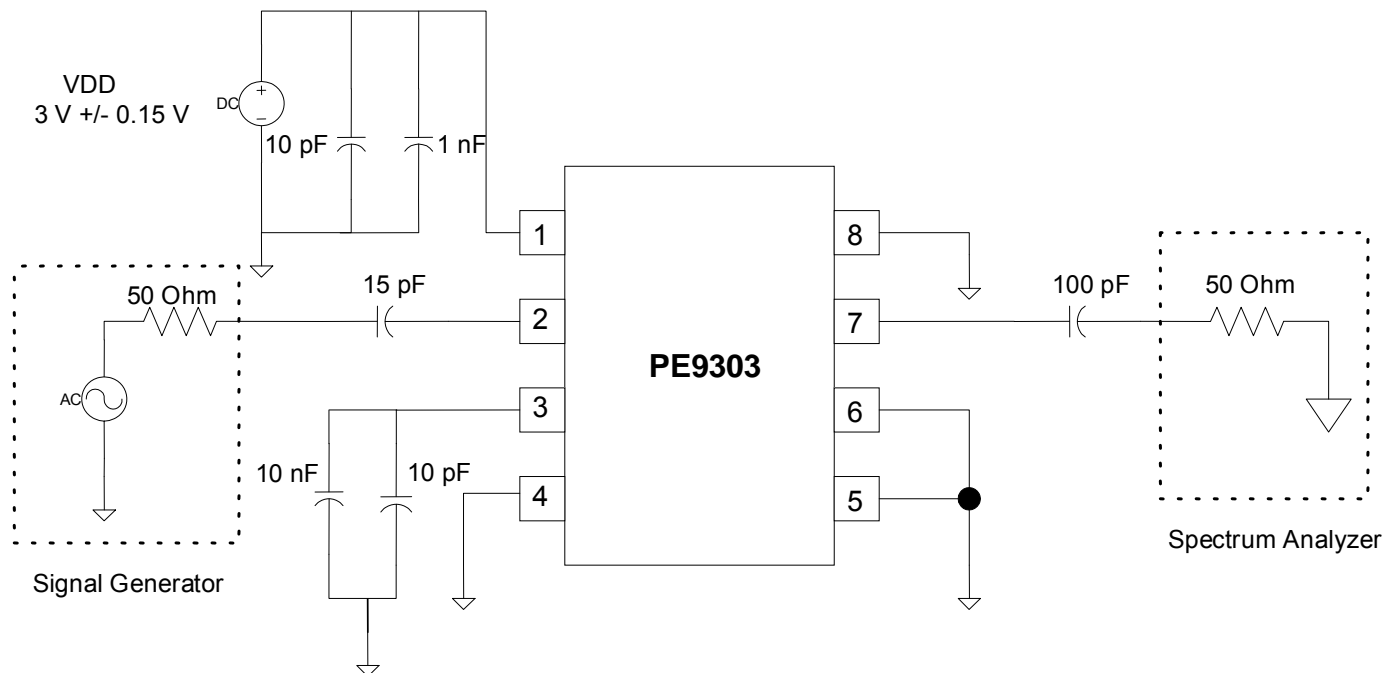 VDD
3 V +/- 0.15 V
DC
+
−
10 pF
1 nF
1
8
50 Ohm
15 pF
2
7
100 pF
50 Ohm
PE9303
AC
3
6
10 nF
10 pF
4
5
Signal Generator
Spectrum Analyzer